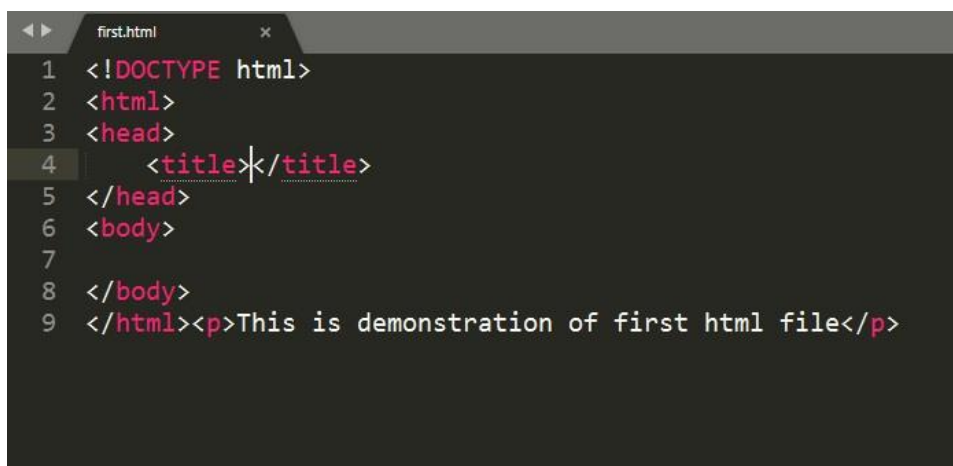 first.html ×
1 <!DOCTYPE html>
2 <html>
3 <head>
4     <title></title>
5 </head>
6 <body>
7
8 </body>
9 </html><p>This is demonstration of first html file</p>